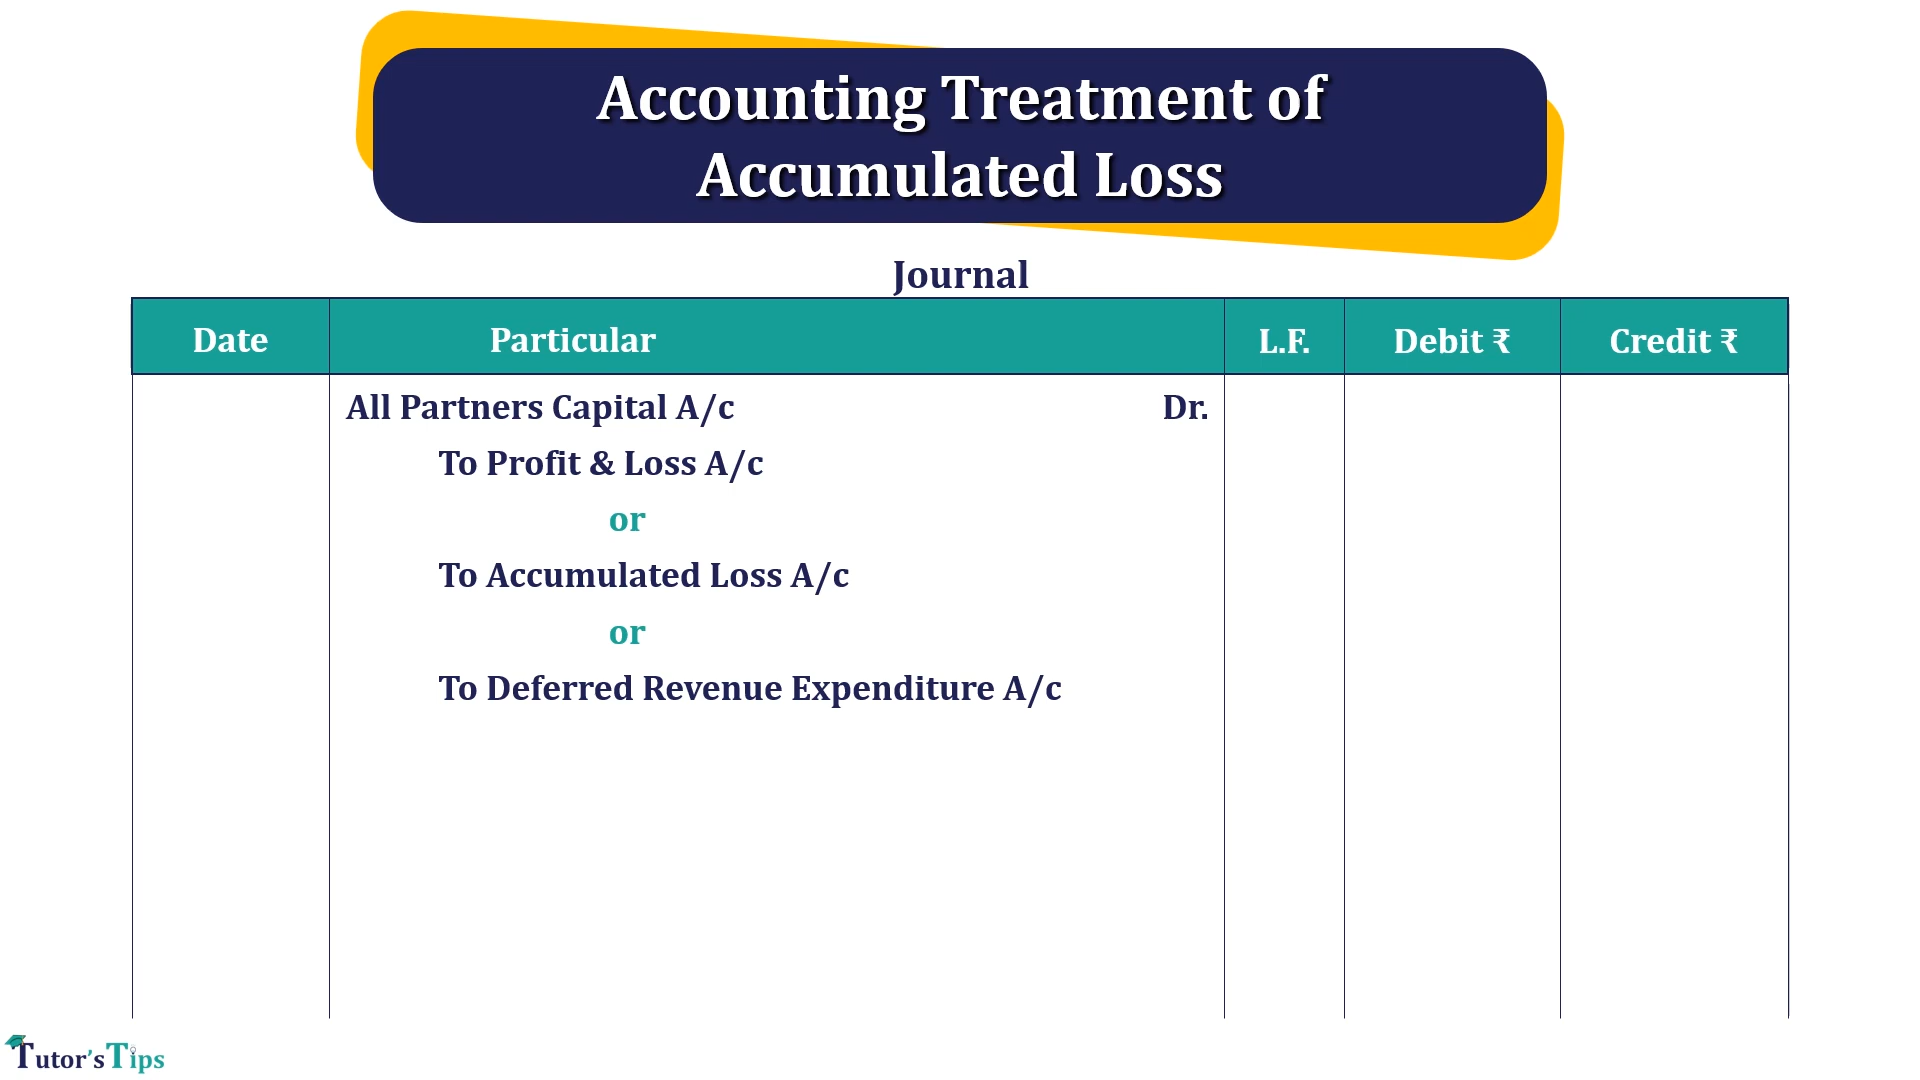 Accounting Treatment of
Accumulated Loss
Journal
Date Particular L.F. Debit ₹ Credit ₹
All Partners Capital A/c Dr.
To Profit & Loss A/c
or
To Accumulated Loss A/c
or
To Deferred Revenue Expenditure A/c
Tutor'sTips